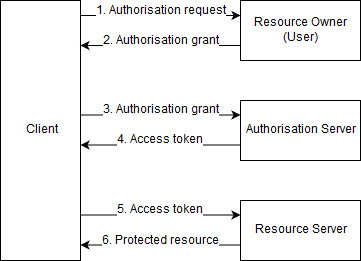 1. Authorisation request
Resource Owner
(User)
2. Authorisation grant
Client
3. Authorisation grant
Authorisation Server
4. Access token
5. Access token
Resource Server
6. Protected resource